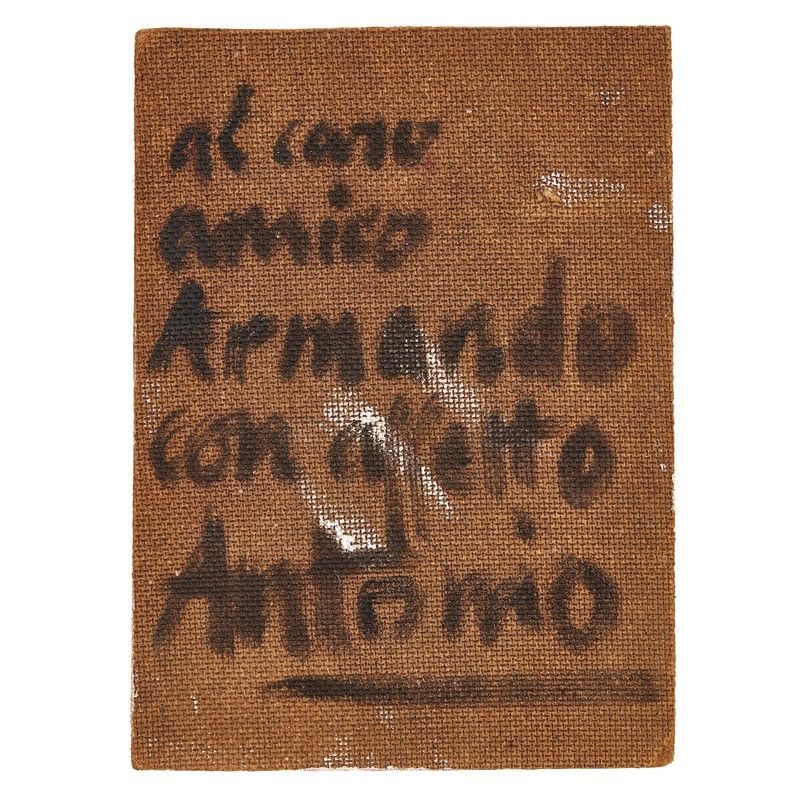 al caro
amico
Armando
con affetto
Antonio